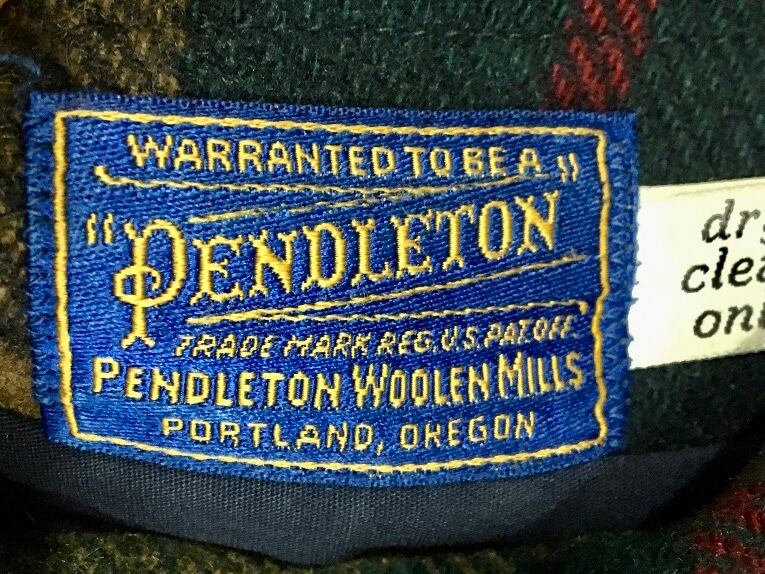 WARRANTED TO BE A
"PENDLETON"
TRADE MARK REG. U.S. PAT. OFF.
PENDLETON WOOLEN MILLS
PORTLAND, OREGON